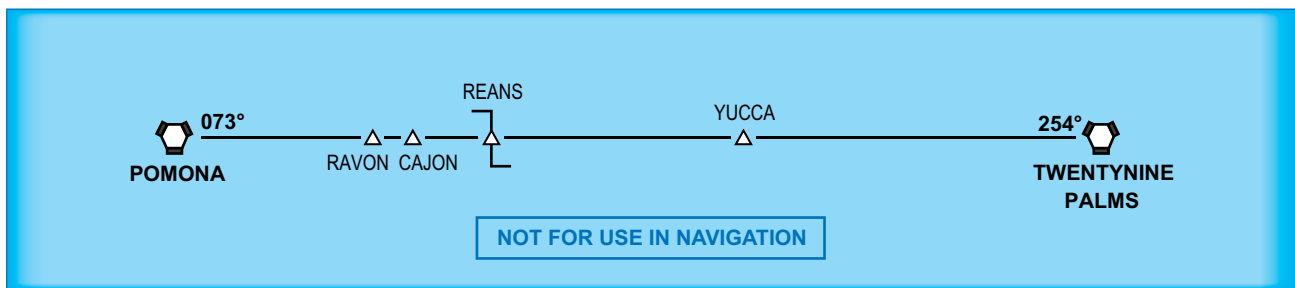 REANS
YUCCA
073°
254°
RAVON CAJON
POMONA
TWENTYNINE
PALMS
NOT FOR USE IN NAVIGATION